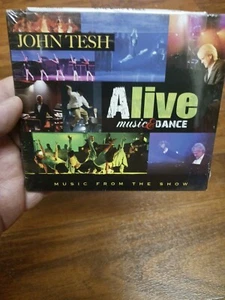 JOHN TESH
Alive
music & DANCE
MUSIC FROM THE SHOW